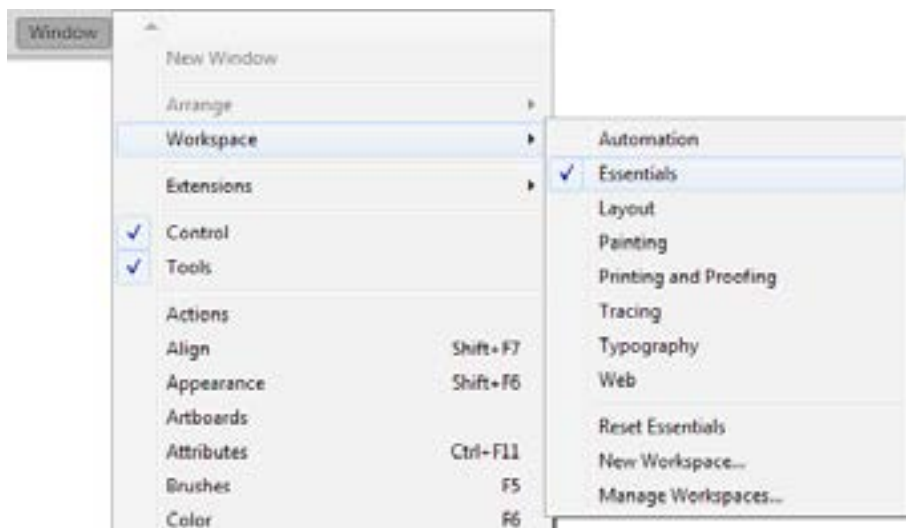 Window
New Window
Arrange
Workspace
Extensions
Control
Tools
Actions
Align Shift+F7
Appearance Shift+F6
Artboards
Attributes Ctrl+F11
Brushes F5
Color F6
Automation
Essentials
Layout
Painting
Printing and Proofing
Tracing
Typography
Web
Reset Essentials
New Workspace...
Manage Workspaces...